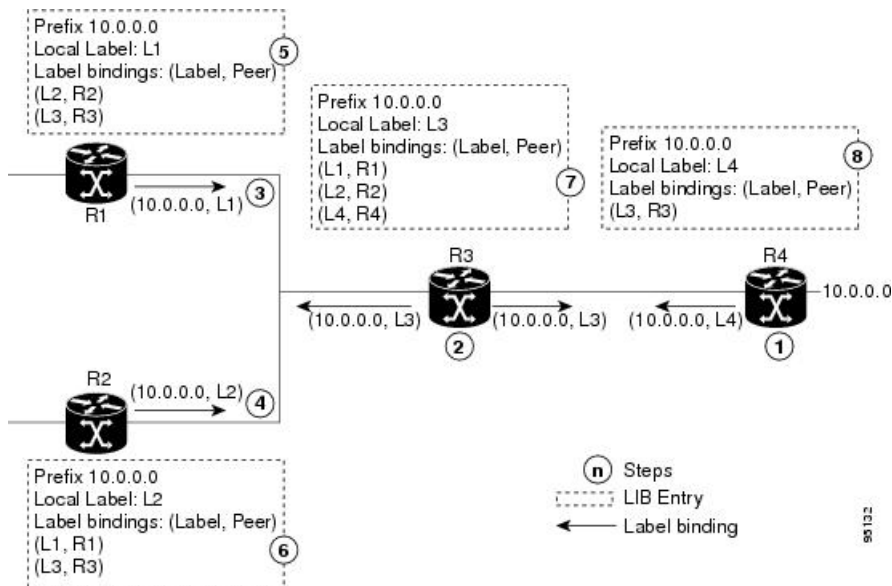 Prefix 10.0.0.0
Local Label: L1
Label bindings: (Label, Peer)
(L2, R2)
(L3, R3)
5
R1
(10.0.0.0, L1)
3
Prefix 10.0.0.0
Local Label: L3
Label bindings: (Label, Peer)
(L1, R1)
(L2, R2)
(L4, R4)
7
Prefix 10.0.0.0
Local Label: L4
Label bindings: (Label, Peer)
(L3, R3)
8
R3
(10.0.0.0, L3)
(10.0.0.0, L3)
2
R4
10.0.0.0
(10.0.0.0, L4)
1
R2
(10.0.0.0, L2)
4
Prefix 10.0.0.0
Local Label: L2
Label bindings: (Label, Peer)
(L1, R1)
(L3, R3)
6
n Steps
LIB Entry
Label binding
95132